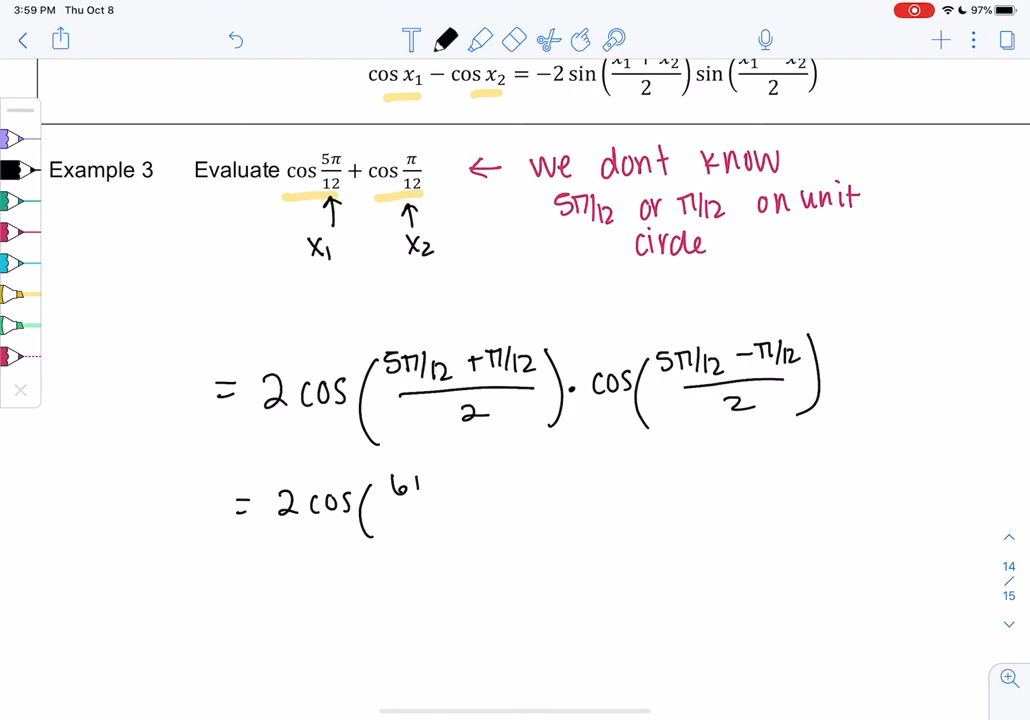 3:59 PM Thu Oct 8
97%
cos x₁ − cos x₂ = −2 sin(x₁ + x₂/2) sin(x₁ − x₂/2)
Example 3 Evaluate cos 5π/12 + cos π/12 ← we dont know
5π/12 or π/12 on unit
circle
x₁ x₂
= 2 cos(5π/12 + π/12/2) · cos(5π/12 − π/12/2)
= 2 cos( 6
14
/
15